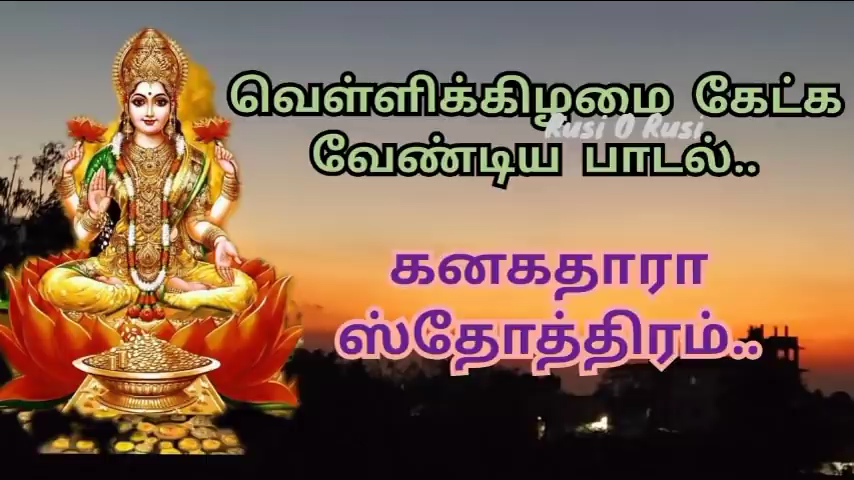 வெள்ளிக்கிழமை கேட்க
Rusi O Rusi
வேண்டிய பாடல்..
கனகதாரா
ஸ்தோத்திரம்..